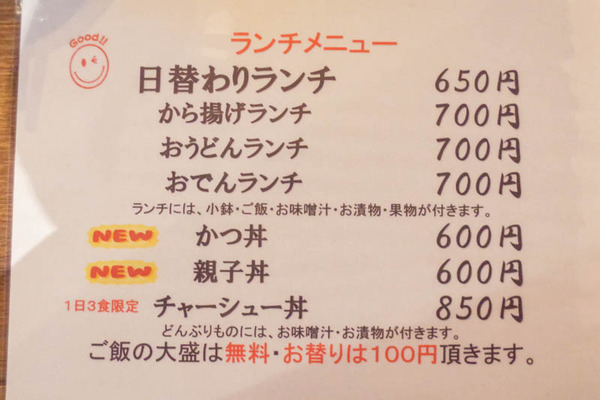 Good!!
ランチメニュー
日替わりランチ 650円
から揚げランチ 700円
おうどんランチ 700円
おでんランチ 700円
ランチには、小鉢・ご飯・お味噌汁・お漬物・果物が付きます。
NEW かつ丼 600円
NEW 親子丼 600円
1日3食限定 チャーシュー丼 850円
どんぶりものには、お味噌汁・お漬物が付きます。
ご飯の大盛は無料・お替りは100円頂きます。